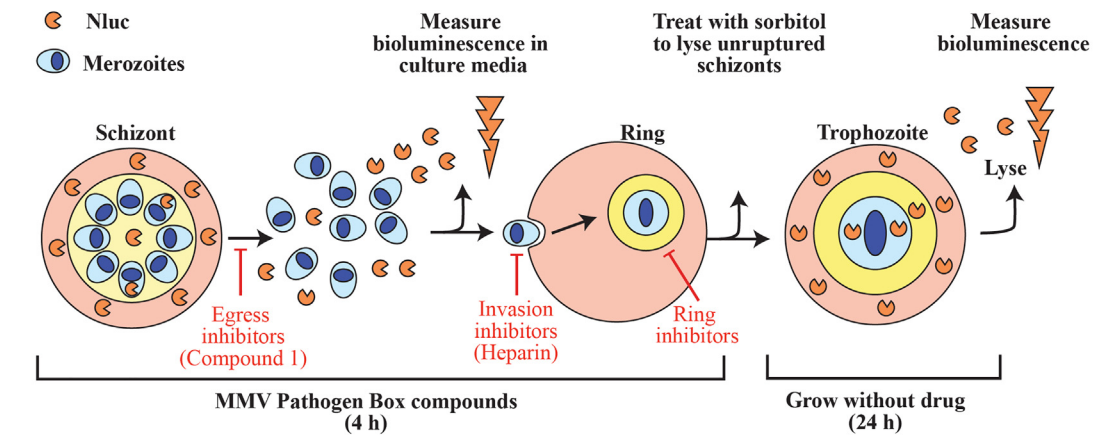 Nluc
Merozoites
Measure
bioluminescence in
culture media
Treat with sorbitol
to lyse unruptured
schizonts
Measure
bioluminescence
Schizont
Ring
Trophozoite
Lyse
Egress
inhibitors
(Compound 1)
Invasion
inhibitors
(Heparin)
Ring
inhibitors
MMV Pathogen Box compounds
(4 h)
Grow without drug
(24 h)